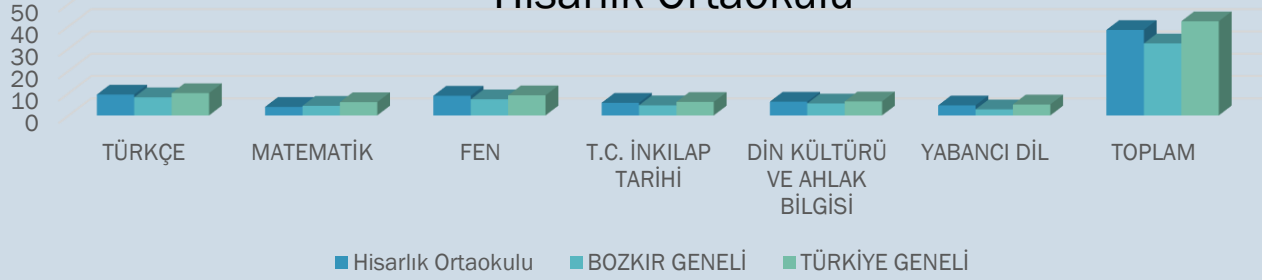 Hisarlık Ortaokulu
50
40
30
20
10
0
TÜRKÇE
MATEMATİK
FEN
T.C. İNKILAP
TARİHİ
DİN KÜLTÜRÜ
VE AHLAK
BİLGİSİ
YABANCI DİL
TOPLAM
Hisarlık Ortaokulu BOZKIR GENELİ TÜRKİYE GENELİ